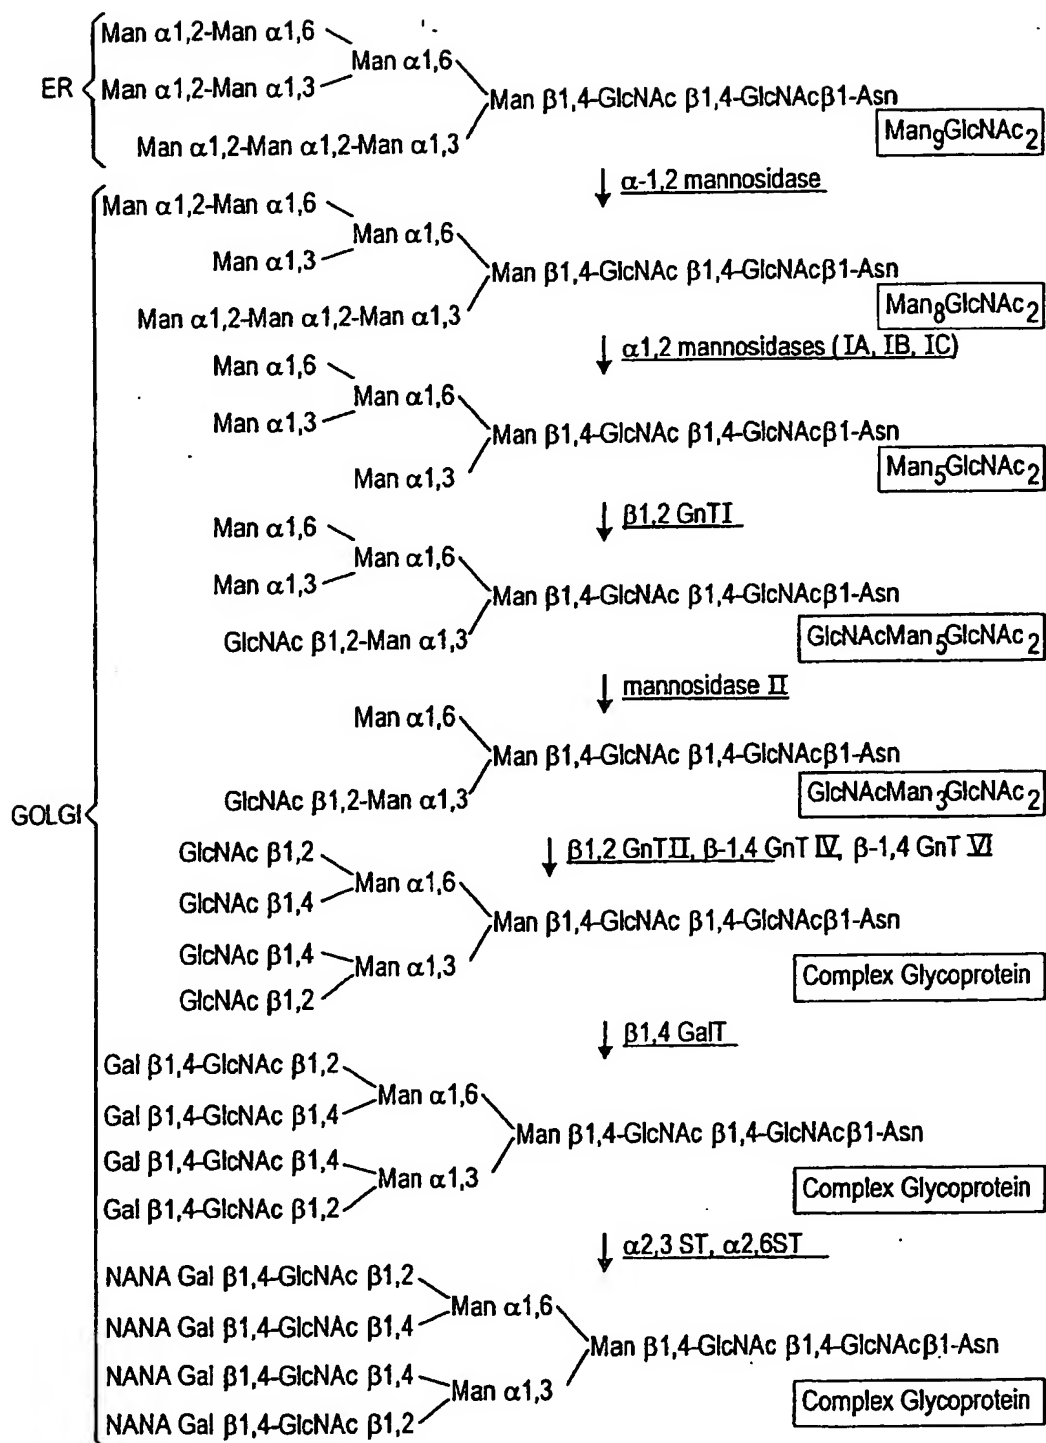 ER
Man α1,2-Man α1,6
Man α1,6
Man α1,2-Man α1,3
Man β1,4-GlcNAc β1,4-GlcNAcβ1-Asn
Man α1,2-Man α1,2-Man α1,3
Man9GlcNAc2
α-1,2 mannosidase
GOLGI
Man α1,2-Man α1,6
Man α1,6
Man α1,3
Man β1,4-GlcNAc β1,4-GlcNAcβ1-Asn
Man α1,2-Man α1,2-Man α1,3
Man8GlcNAc2
α1,2 mannosidases (IA, IB, IC)
Man α1,6
Man α1,6
Man α1,3
Man β1,4-GlcNAc β1,4-GlcNAcβ1-Asn
Man α1,3
Man5GlcNAc2
β1,2 GnTI
Man α1,6
Man α1,6
Man α1,3
Man β1,4-GlcNAc β1,4-GlcNAcβ1-Asn
GlcNAc β1,2-Man α1,3
GlcNAcMan5GlcNAc2
mannosidase II
Man α1,6
Man β1,4-GlcNAc β1,4-GlcNAcβ1-Asn
GlcNAc β1,2-Man α1,3
GlcNAcMan3GlcNAc2
β1,2 GnTII, β-1,4 GnT IV, β-1,4 GnT VI
GlcNAc β1,2
Man α1,6
GlcNAc β1,4
Man β1,4-GlcNAc β1,4-GlcNAcβ1-Asn
GlcNAc β1,4
Man α1,3
GlcNAc β1,2
Complex Glycoprotein
β1,4 GalT
Gal β1,4-GlcNAc β1,2
Man α1,6
Gal β1,4-GlcNAc β1,4
Man β1,4-GlcNAc β1,4-GlcNAcβ1-Asn
Gal β1,4-GlcNAc β1,4
Man α1,3
Gal β1,4-GlcNAc β1,2
Complex Glycoprotein
α2,3 ST, α2,6ST
NANA Gal β1,4-GlcNAc β1,2
Man α1,6
NANA Gal β1,4-GlcNAc β1,4
Man β1,4-GlcNAc β1,4-GlcNAcβ1-Asn
NANA Gal β1,4-GlcNAc β1,4
Man α1,3
NANA Gal β1,4-GlcNAc β1,2
Complex Glycoprotein